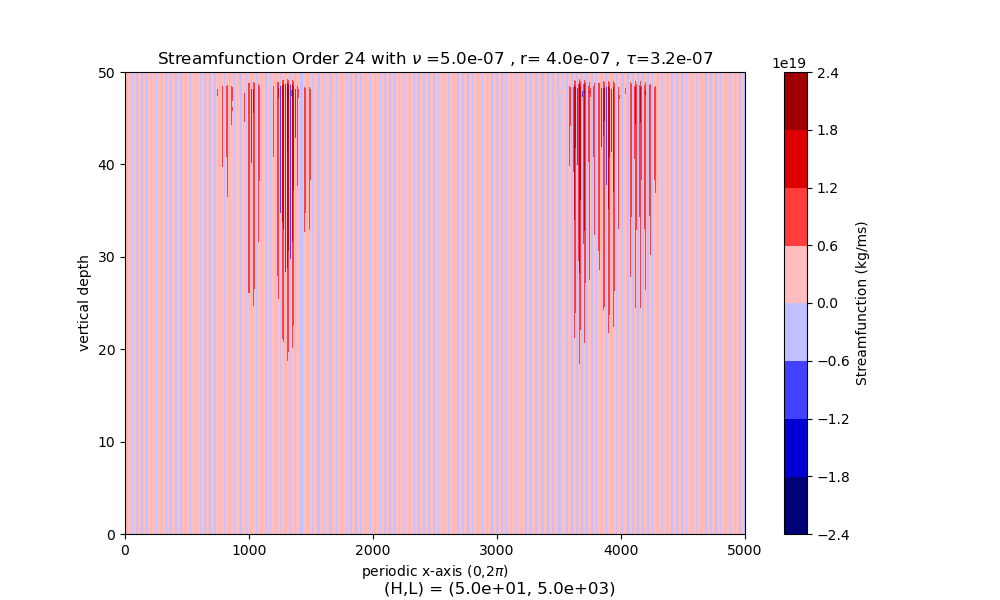 Streamfunction Order 24 with ν =5.0e-07 , r= 4.0e-07 , τ=3.2e-07
1e19
50
40
30
20
10
0
vertical depth
0 1000 2000 3000 4000 5000
periodic x-axis (0,2π)
(H,L) = (5.0e+01, 5.0e+03)
2.4
1.8
1.2
0.6
0.0
−0.6
−1.2
−1.8
−2.4
Streamfunction (kg/ms)